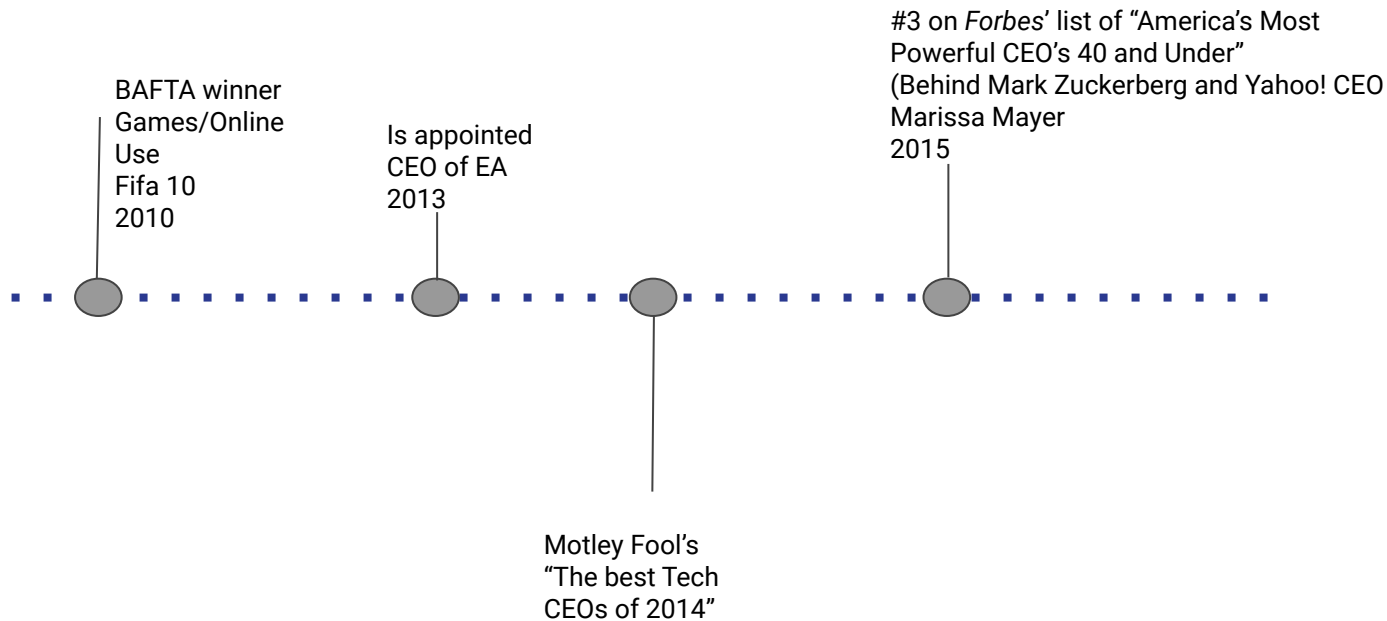 BAFTA winner
Games/Online
Use
Fifa 10
2010
Is appointed
CEO of EA
2013
Motley Fool’s
“The best Tech
CEOs of 2014”
#3 on Forbes’ list of “America’s Most
Powerful CEO’s 40 and Under”
(Behind Mark Zuckerberg and Yahoo! CEO
Marissa Mayer
2015